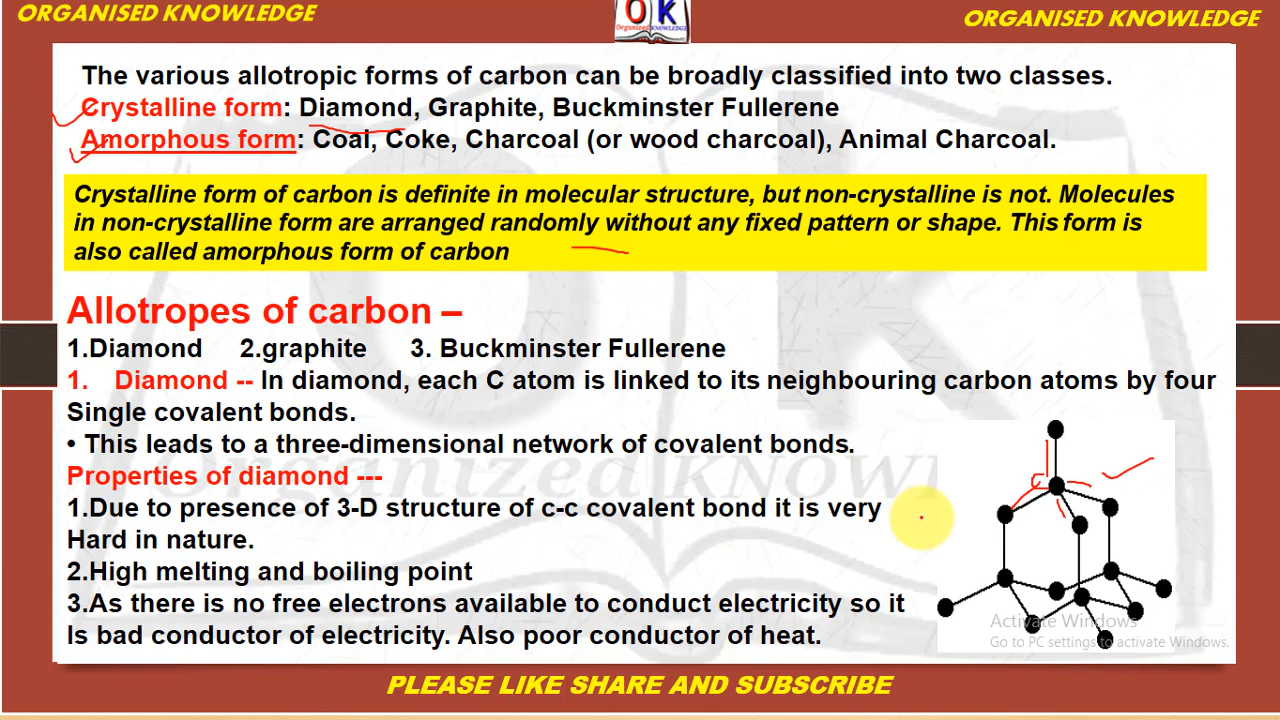 ORGANISED KNOWLEDGE
OK
Organized KNOWLEDGE
ORGANISED KNOWLEDGE
The various allotropic forms of carbon can be broadly classified into two classes.
Crystalline form: Diamond, Graphite, Buckminster Fullerene
Amorphous form: Coal, Coke, Charcoal (or wood charcoal), Animal Charcoal.
Crystalline form of carbon is definite in molecular structure, but non-crystalline is not. Molecules
in non-crystalline form are arranged randomly without any fixed pattern or shape. This form is
also called amorphous form of carbon
Allotropes of carbon –
1.Diamond 2.graphite 3. Buckminster Fullerene
1. Diamond -- In diamond, each C atom is linked to its neighbouring carbon atoms by four
Single covalent bonds.
• This leads to a three-dimensional network of covalent bonds.
Properties of diamond ---
1.Due to presence of 3-D structure of c-c covalent bond it is very
Hard in nature.
2.High melting and boiling point
3.As there is no free electrons available to conduct electricity so it
Is bad conductor of electricity. Also poor conductor of heat.
C
Activate Windows
Go to PC settings to activate Windows.
OK
Organized KNOWL
PLEASE LIKE SHARE AND SUBSCRIBE